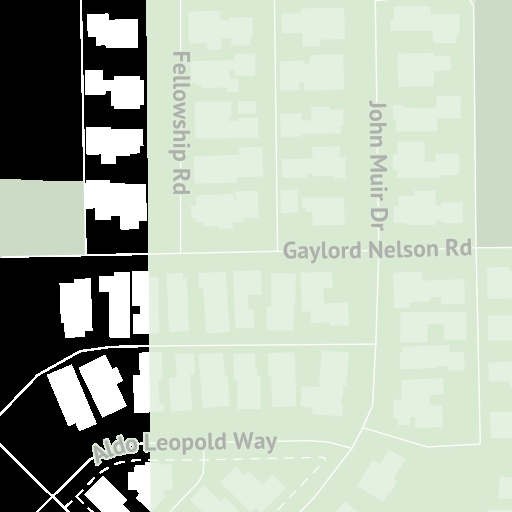 Fellowship Rd
John Muir Dr
Gaylord Nelson Rd
Aldo Leopold Way